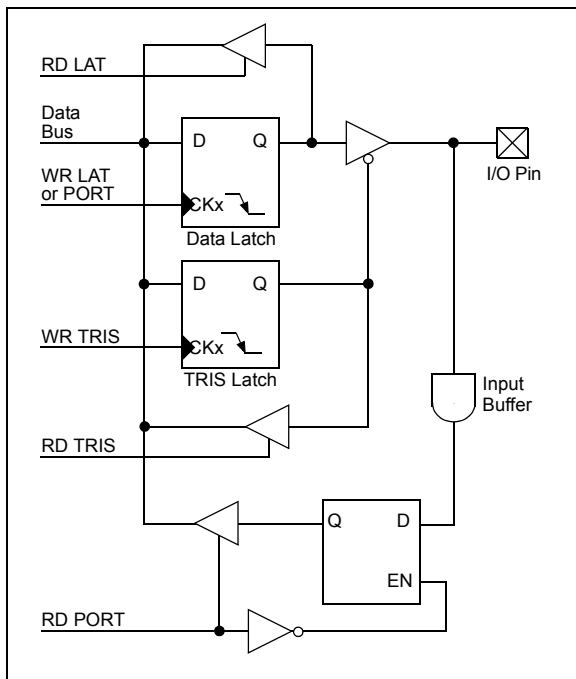 RD LAT
Data
Bus
D Q
I/O Pin
WR LAT
or PORT
CKx
Data Latch
D Q
WR TRIS
CKx
TRIS Latch
Input
Buffer
RD TRIS
Q D
EN
RD PORT